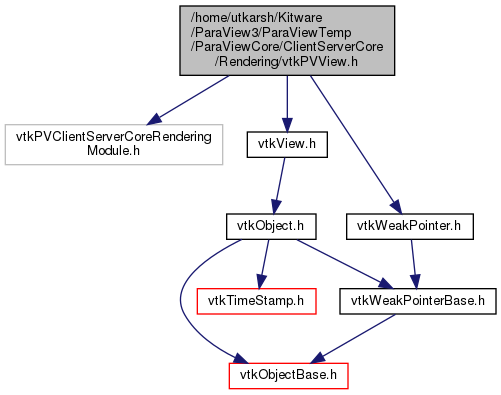 /home/utkarsh/Kitware
/ParaView3/ParaViewTemp
/ParaViewCore/ClientServerCore
/Rendering/vtkPVView.h
vtkPVClientServerCoreRendering
Module.h
vtkView.h
vtkObject.h
vtkWeakPointer.h
vtkTimeStamp.h
vtkWeakPointerBase.h
vtkObjectBase.h